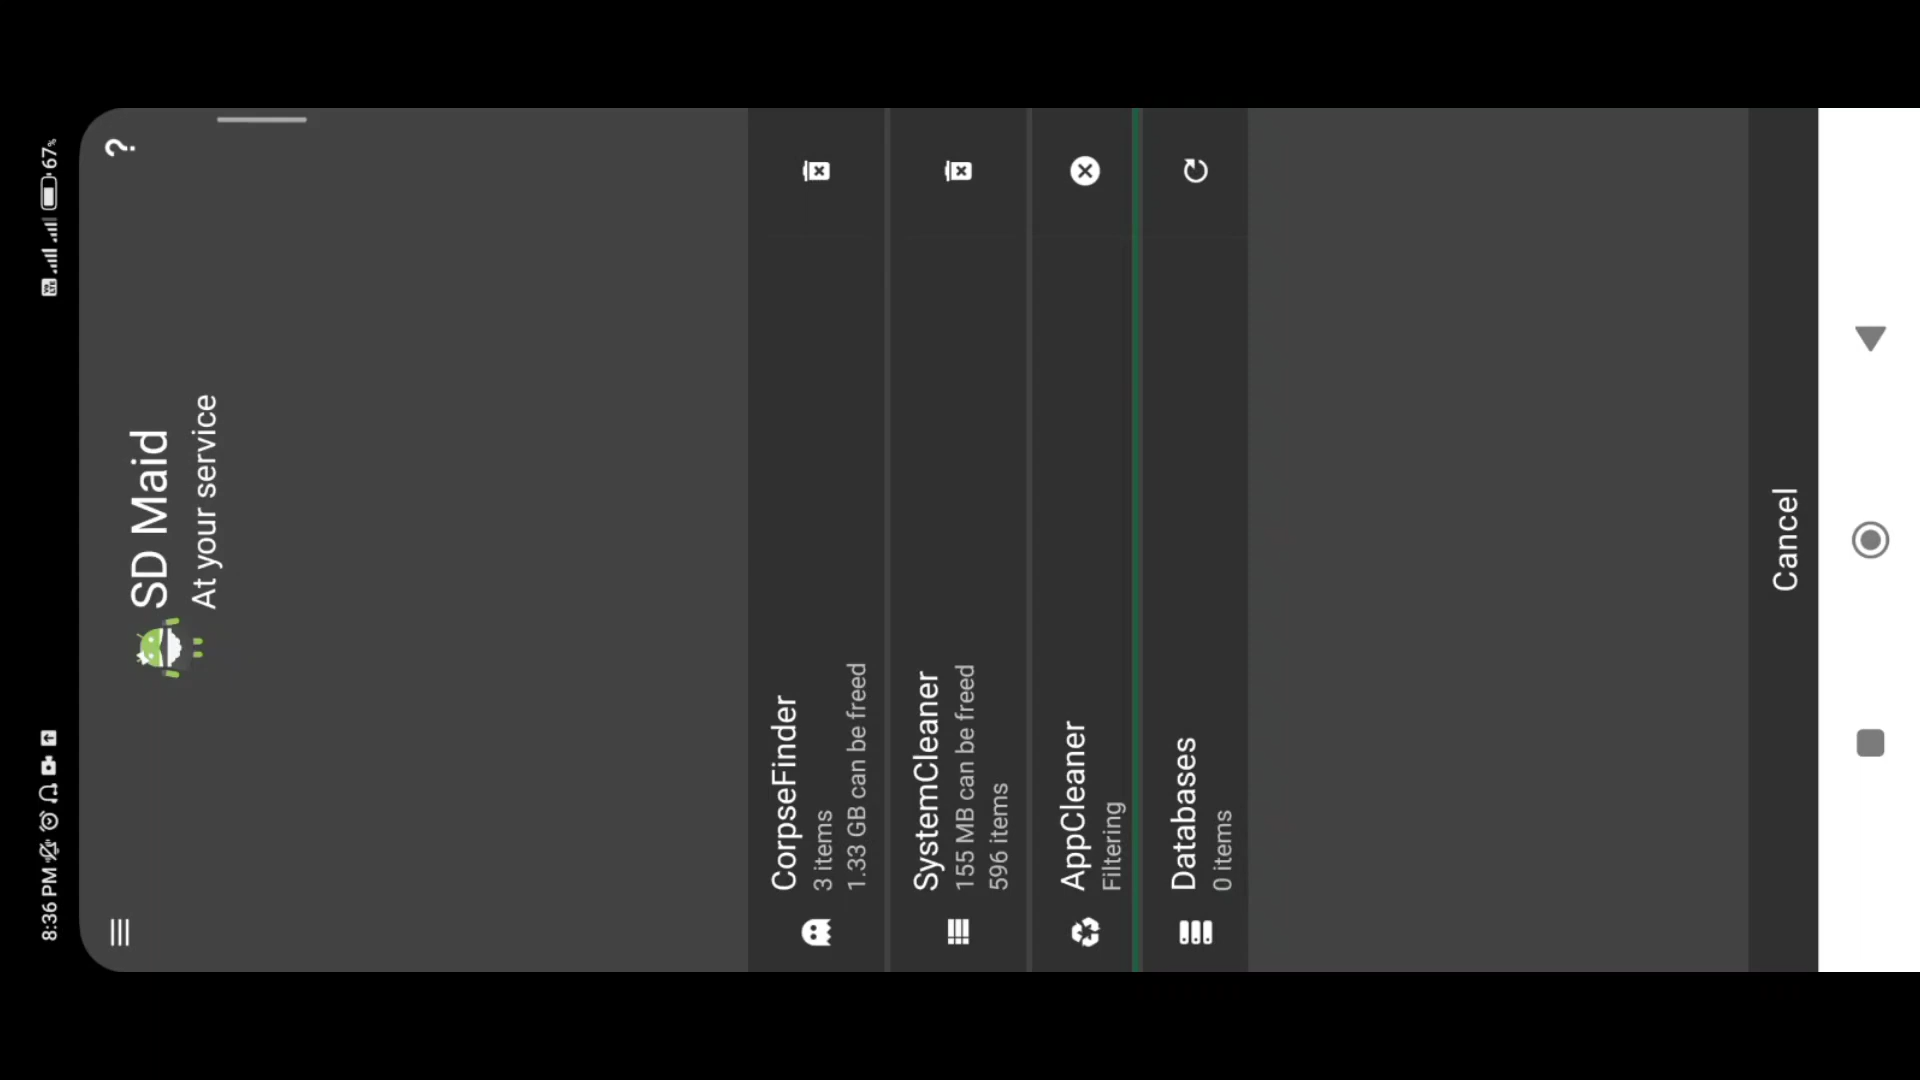 8:36 PM
67%
?
SD Maid
At your service
CorpseFinder
3 items
1.33 GB can be freed
SystemCleaner
155 MB can be freed
596 items
AppCleaner
Filtering
Databases
0 items
Cancel